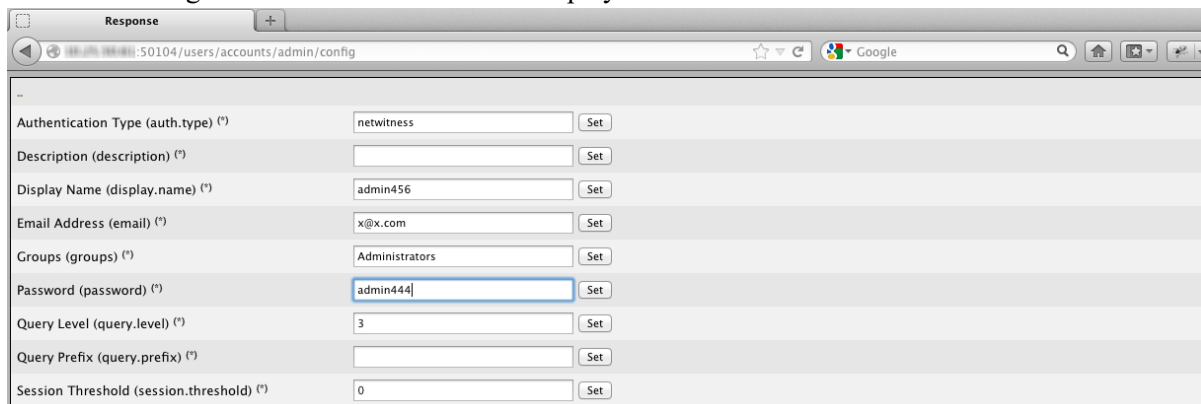 Response
:50104/users/accounts/admin/config
Google
..
Authentication Type (auth.type) (*) netwitness Set
Description (description) (*) Set
Display Name (display.name) (*) admin456 Set
Email Address (email) (*) x@x.com Set
Groups (groups) (*) Administrators Set
Password (password) (*) admin444 Set
Query Level (query.level) (*) 3 Set
Query Prefix (query.prefix) (*) Set
Session Threshold (session.threshold) (*) 0 Set